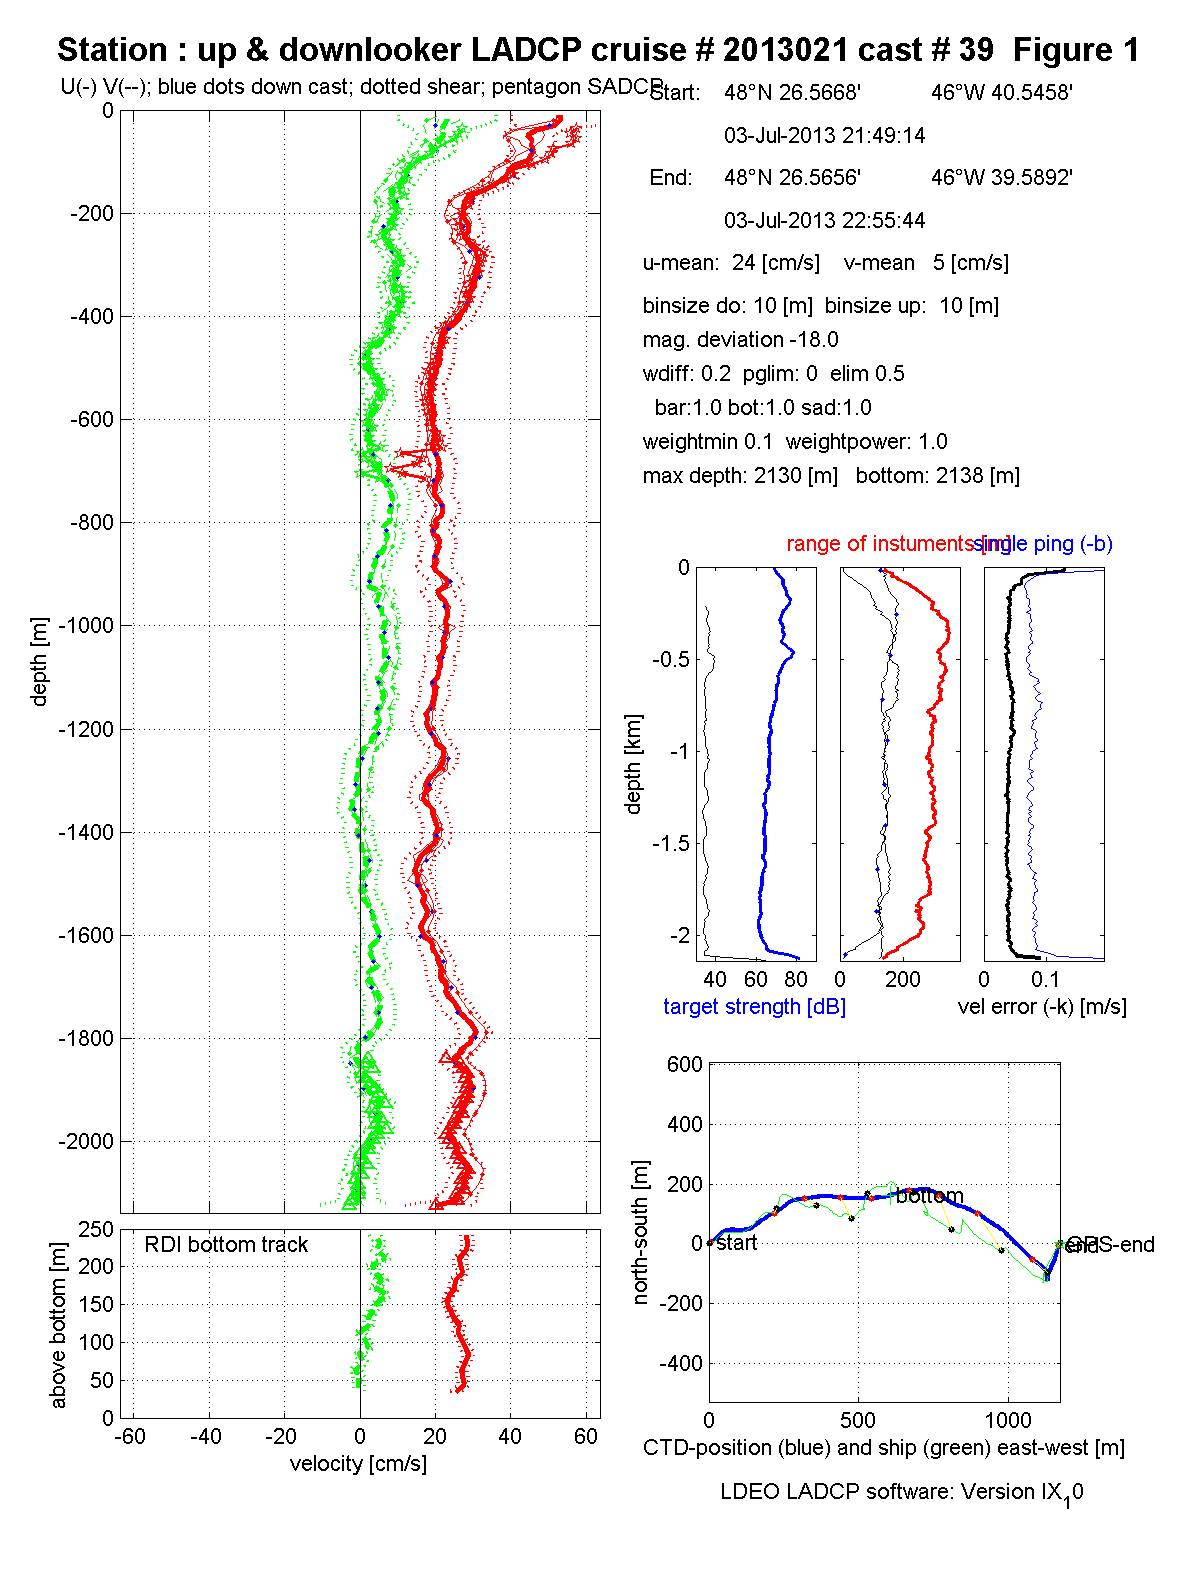 Station : up & downlooker LADCP cruise # 2013021 cast # 39  Figure 1
U(-) V(--); blue dots down cast; dotted shear; pentagon SADCP
Start: 48°N 26.5668' 46°W 40.5458'
03-Jul-2013 21:49:14
End: 48°N 26.5656' 46°W 39.5892'
03-Jul-2013 22:55:44
u-mean: 24 [cm/s] v-mean 5 [cm/s]
binsize do: 10 [m] binsize up: 10 [m]
mag. deviation -18.0
wdiff: 0.2 pglim: 0 elim 0.5
bar:1.0 bot:1.0 sad:1.0
weightmin 0.1 weightpower: 1.0
max depth: 2130 [m] bottom: 2138 [m]
0
-200
-400
-600
-800
-1000
-1200
-1400
-1600
-1800
-2000
depth [m]
RDI bottom track
250
200
150
100
50
0
above bottom [m]
-60 -40 -20 0 20 40 60
velocity [cm/s]
range of instuments [m]
single ping (-b)
0
-0.5
-1
-1.5
-2
depth [km]
40 60 80
target strength [dB]
0 200
0 0.1
vel error (-k) [m/s]
600
400
200
0
-200
-400
north-south [m]
start
bottom
end
GPS-end
0 500 1000
CTD-position (blue) and ship (green) east-west [m]
LDEO LADCP software: Version IX10